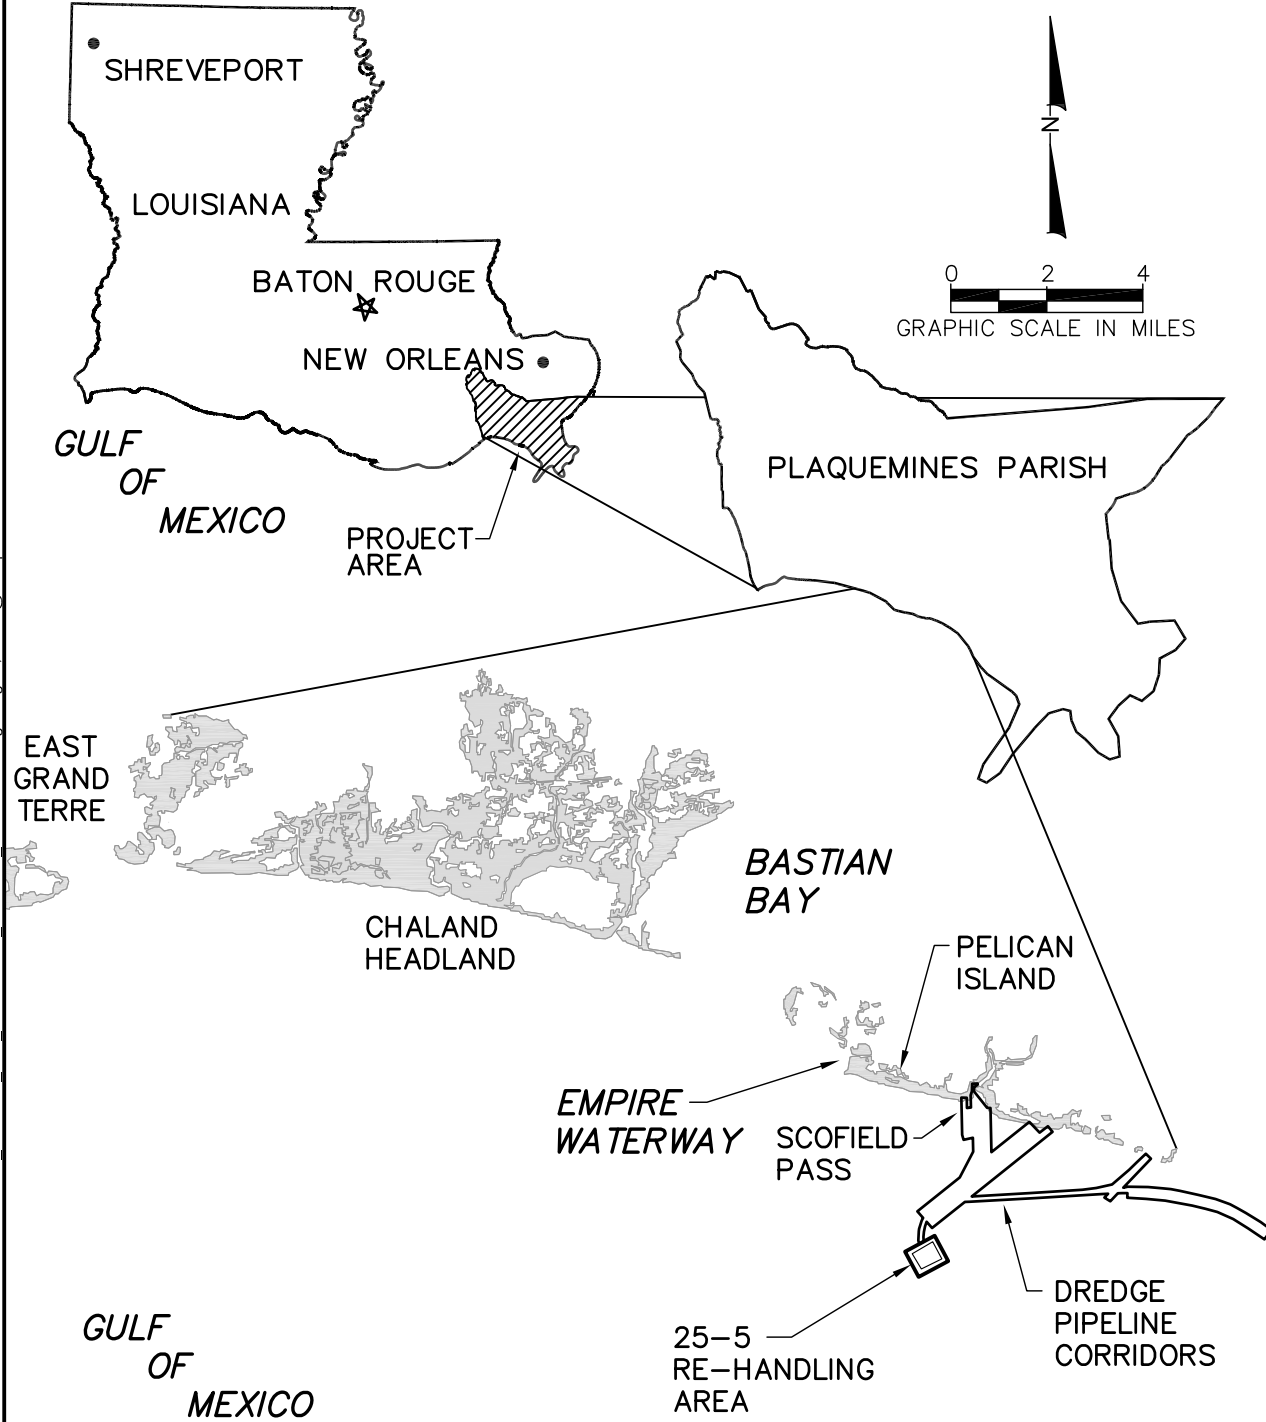 SHREVEPORT
LOUISIANA
BATON ROUGE
NEW ORLEANS
GULF
OF
MEXICO
PROJECT
AREA
N
0 2 4
GRAPHIC SCALE IN MILES
PLAQUEMINES PARISH
EAST
GRAND
TERRE
CHALAND
HEADLAND
BASTIAN
BAY
PELICAN
ISLAND
EMPIRE
WATERWAY
SCOFIELD
PASS
25-5
RE-HANDLING
AREA
DREDGE
PIPELINE
CORRIDORS
GULF
OF
MEXICO